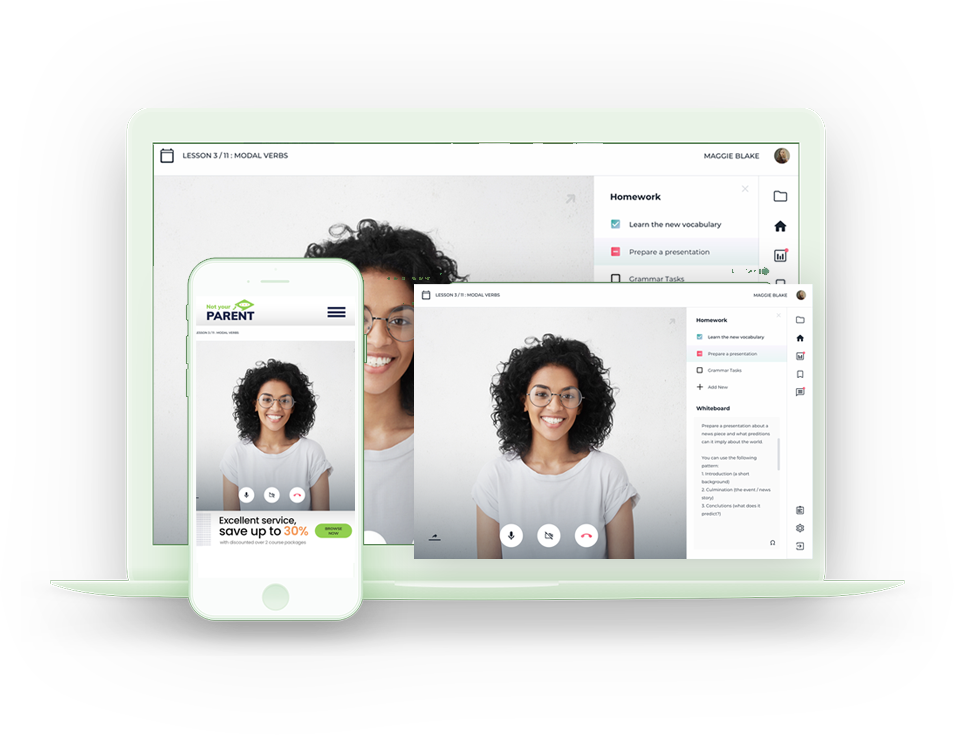 LESSON 3 / 11 : MODAL VERBS
MAGGIE BLAKE
Homework
Learn the new vocabulary
Prepare a presentation
Grammar Tasks
Not your
PARENT
LESSON 3 / 11 : MODAL VERBS
Excellent service,
save up to 30%
with discounted over 2 course packages
BROWSE
NOW
LESSON 3 / 11 : MODAL VERBS
MAGGIE BLAKE
Homework
Learn the new vocabulary
Prepare a presentation
Grammar Tasks
Add New
Whiteboard
Prepare a presentation about a
news piece and what preditions
can it imply about the world.
You can use the following
pattern:
1. Introduction (a short
background)
2. Culmination (the event / news
story)
3. Conclutions (what does it
predict?)